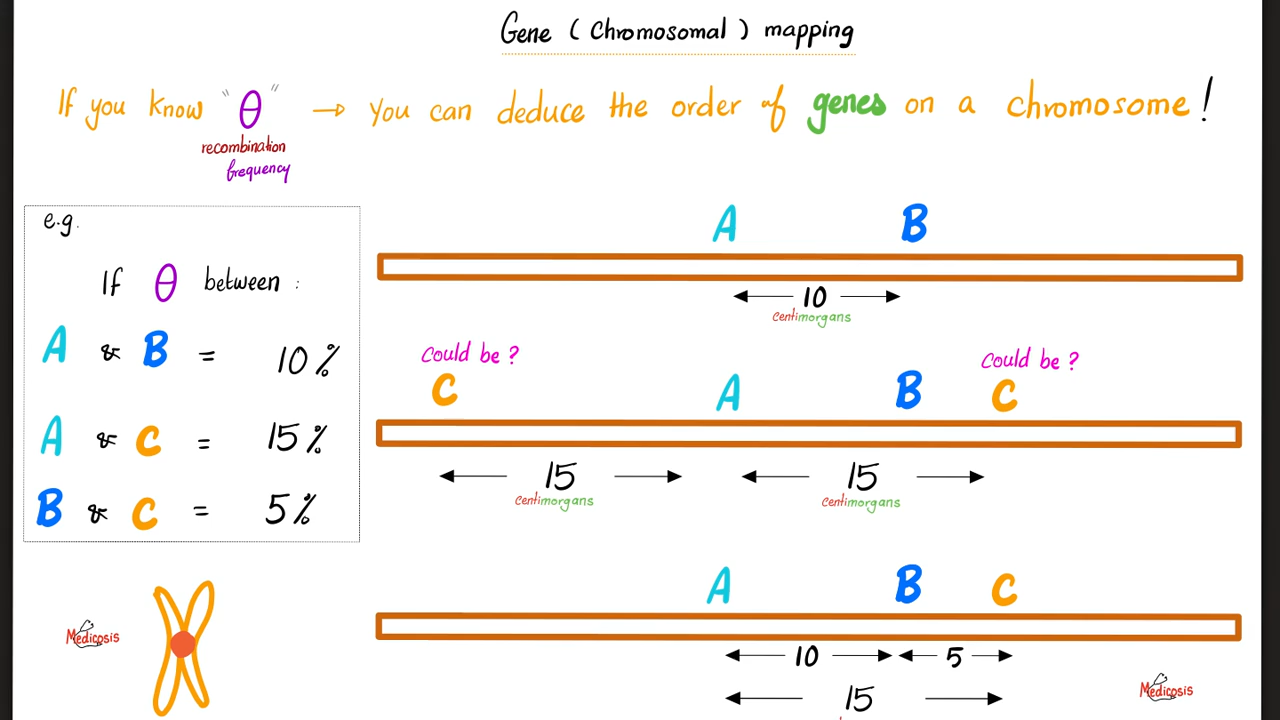 Gene (Chromosomal) mapping
If you know "θ" → you can deduce the order of genes on a chromosome!
recombination
frequency
e.g.
If θ between :
A & B = 10%
A & C = 15%
B & C = 5%
Medicosis
A B
10
centimorgans
Could be? Could be?
C A B C
15 15
centimorgans centimorgans
A B C
10 5
15
Medicosis